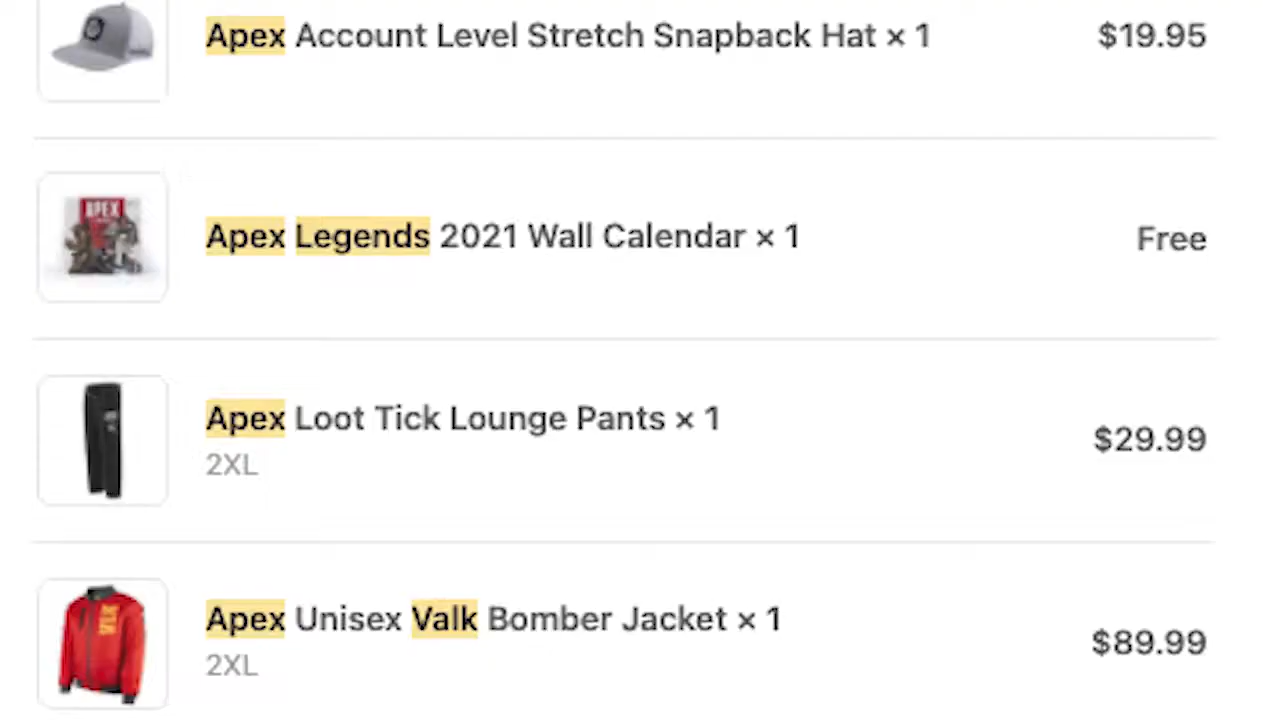 Apex Account Level Stretch Snapback Hat × 1 $19.95
APEX
Apex Legends 2021 Wall Calendar × 1 Free
Apex Loot Tick Lounge Pants × 1
2XL
$29.99
Apex Unisex Valk Bomber Jacket × 1
2XL
$89.99